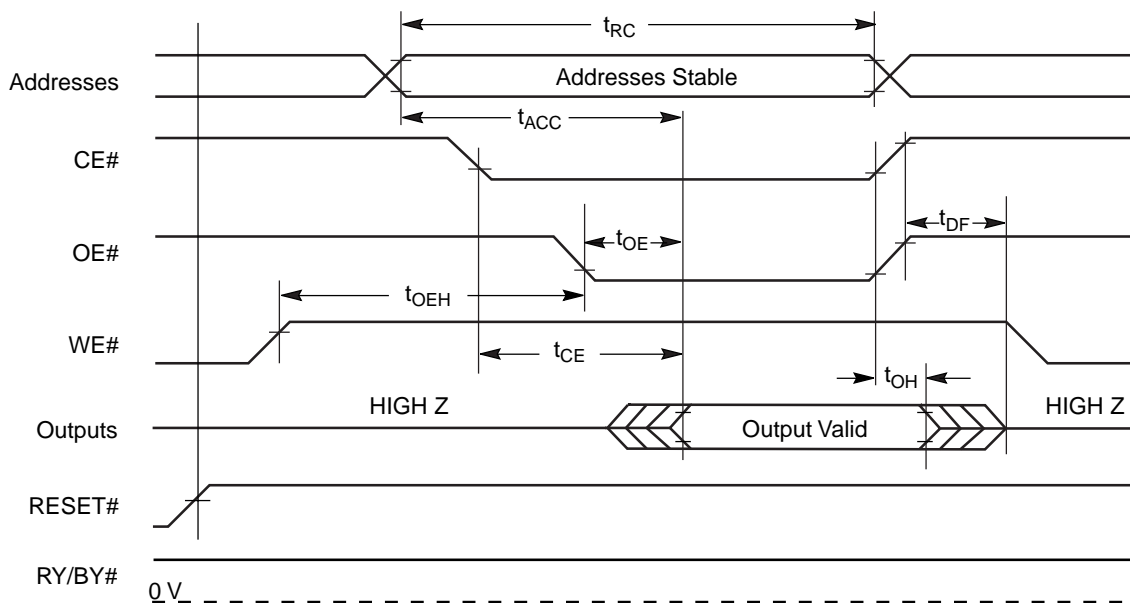 tRC
Addresses
Addresses Stable
tACC
CE#
tDF
OE#
tOE
tOEH
WE#
tCE
tOH
HIGH Z
HIGH Z
Outputs
Output Valid
RESET#
RY/BY#
0 V